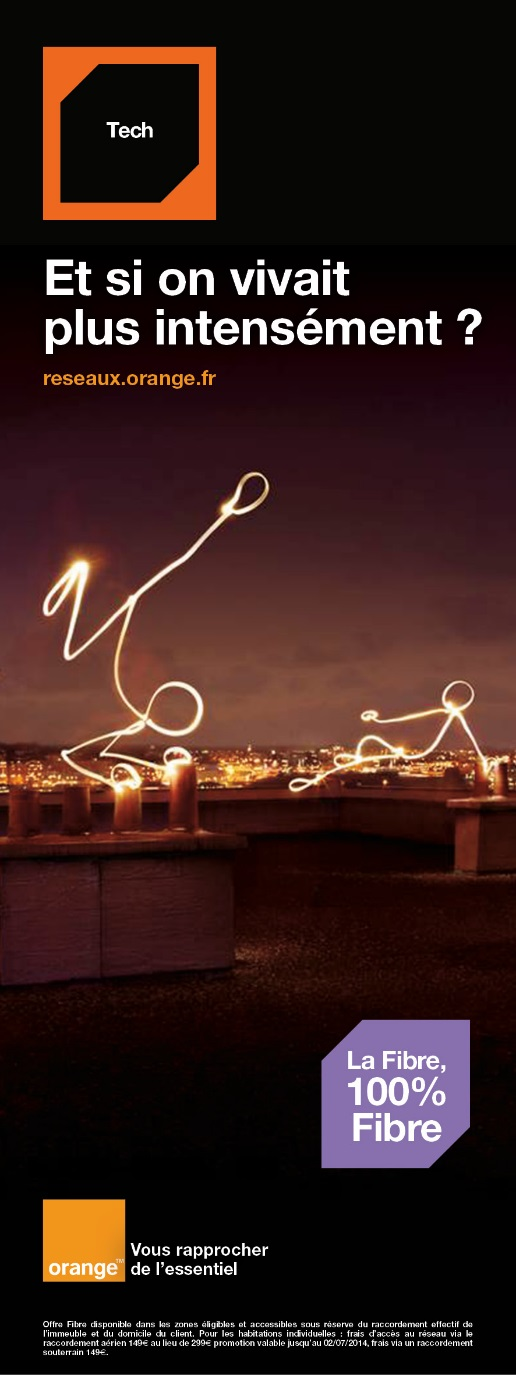 Tech
Et si on vivait
plus intensément ?
reseaux.orange.fr
La Fibre,
100%
Fibre
orange™
Vous rapprocher
de l'essentiel
Offre Fibre disponible dans les zones éligibles et accessibles sous réserve du raccordement effectif de
l'immeuble et du domicile du client. Pour les habitations individuelles : frais d'accès au réseau via le
raccordement aérien 149€ au lieu de 299€ promotion valable jusqu'au 02/07/2014, frais via un raccordement
souterrain 149€.